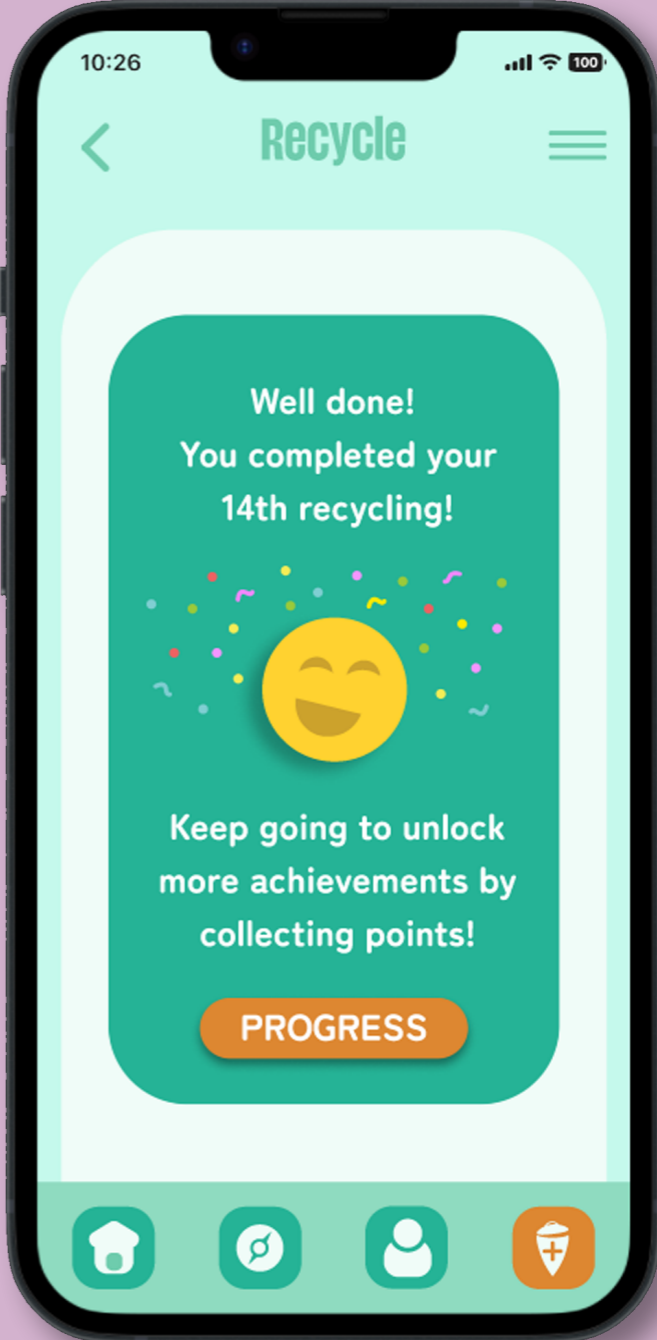 10:26
100
Recycle
Well done!
You completed your
14th recycling!
Keep going to unlock
more achievements by
collecting points!
PROGRESS